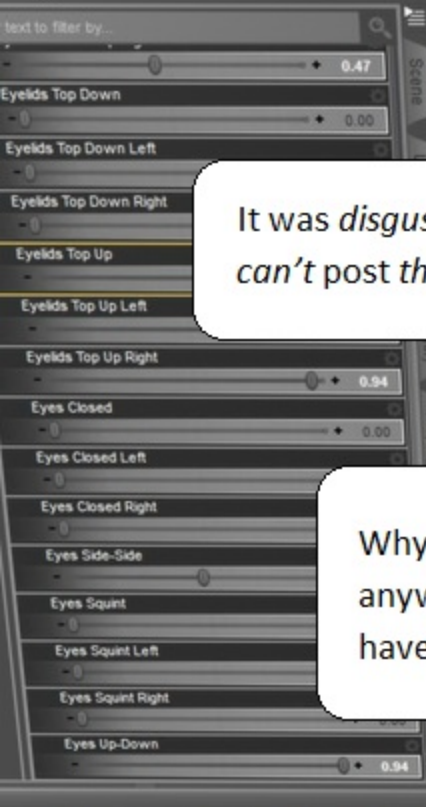 text to filter by...
- + 0.47
Eyelids Top Down
- + 0.00
Eyelids Top Down Left
-
Eyelids Top Down Right
-
Eyelids Top Up
-
Eyelids Top Up Left
-
Eyelids Top Up Right
- + 0.94
Eyes Closed
- + 0.00
Eyes Closed Left
-
Eyes Closed Right
-
Eyes Side-Side
-
Eyes Squint
-
Eyes Squint Left
-
Eyes Squint Right
-
Eyes Up-Down
- + 0.94
Scene
It was disgus
can't post th
Why
anyw
have